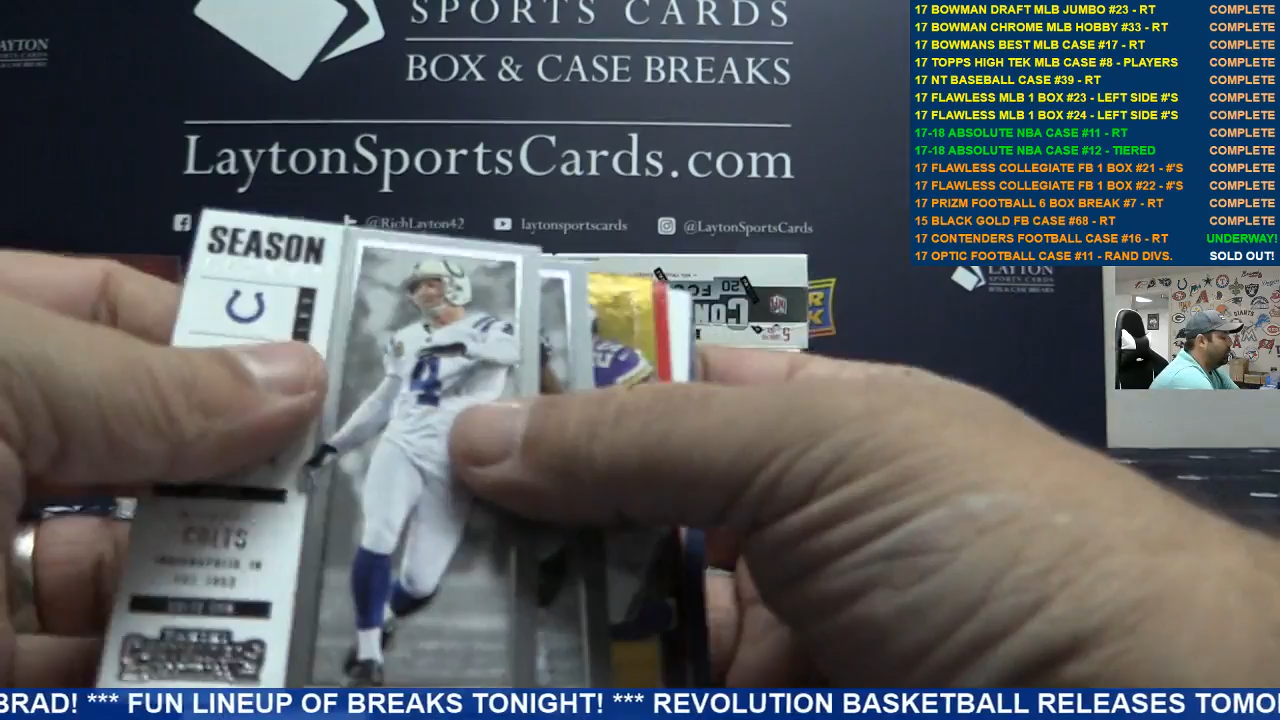 SPORTS CARDS
BOX & CASE BREAKS
LaytonSportsCards.com
@RichLayton42
laytonsportscards
@LaytonSportsCards
17 BOWMAN DRAFT MLB JUMBO #23 - RT COMPLETE
17 BOWMAN CHROME MLB HOBBY #33 - RT COMPLETE
17 BOWMANS BEST MLB CASE #17 - RT COMPLETE
17 TOPPS HIGH TEK MLB CASE #8 - PLAYERS COMPLETE
17 NT BASEBALL CASE #39 - RT COMPLETE
17 FLAWLESS MLB 1 BOX #23 - LEFT SIDE #'S COMPLETE
17 FLAWLESS MLB 1 BOX #24 - LEFT SIDE #'S COMPLETE
17-18 ABSOLUTE NBA CASE #11 - RT COMPLETE
17-18 ABSOLUTE NBA CASE #12 - TIERED COMPLETE
17 FLAWLESS COLLEGIATE FB 1 BOX #21 - #'S COMPLETE
17 FLAWLESS COLLEGIATE FB 1 BOX #22 - #'S COMPLETE
17 PRIZM FOOTBALL 6 BOX BREAK #7 - RT COMPLETE
15 BLACK GOLD FB CASE #68 - RT COMPLETE
17 CONTENDERS FOOTBALL CASE #16 - RT UNDERWAY!
17 OPTIC FOOTBALL CASE #11 - RAND DIVS. SOLD OUT!
LAYTON
SPORTS CARDS
SEASON
4
COLTS
BRAD! *** FUN LINEUP OF BREAKS TONIGHT! *** REVOLUTION BASKETBALL RELEASES TOMO